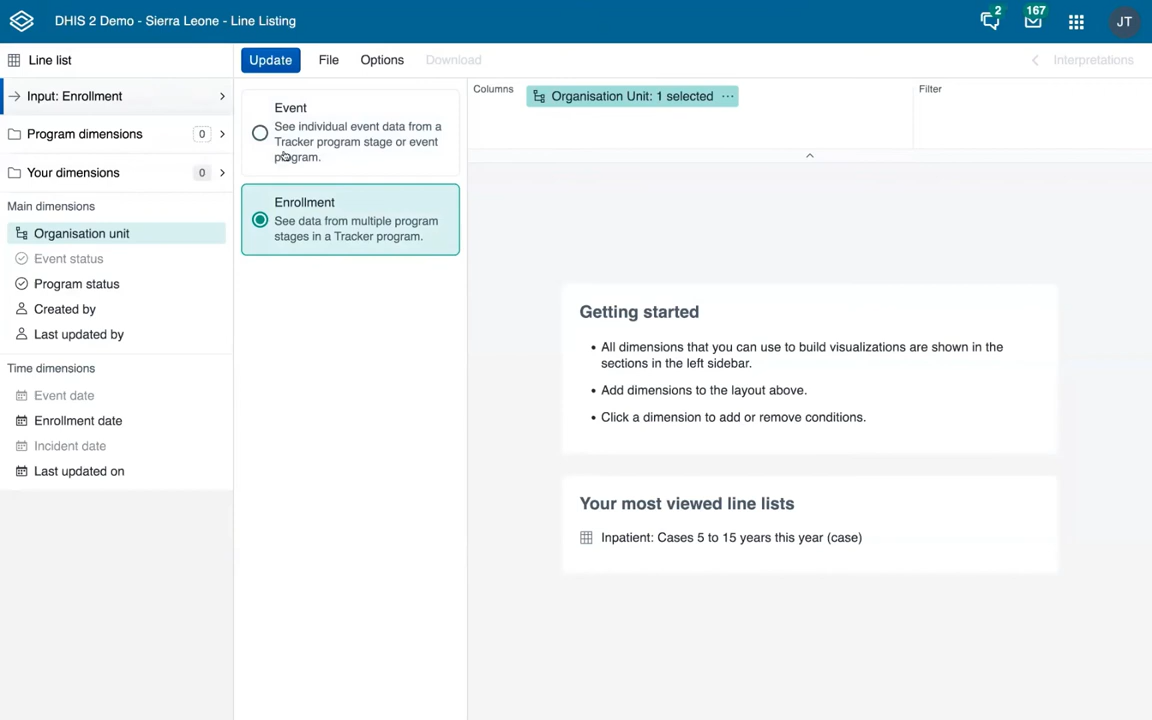 DHIS 2 Demo - Sierra Leone - Line Listing
2
167
JT
Line list
Update
File
Options
Download
Interpretations
Input: Enrollment
Program dimensions
0
Your dimensions
0
Main dimensions
Organisation unit
Event status
Program status
Created by
Last updated by
Time dimensions
Event date
Enrollment date
Incident date
Last updated on
Event
See individual event data from a
Tracker program stage or event
program.
Enrollment
See data from multiple program
stages in a Tracker program.
Columns
Organisation Unit: 1 selected
Filter
Getting started
All dimensions that you can use to build visualizations are shown in the
sections in the left sidebar.
Add dimensions to the layout above.
Click a dimension to add or remove conditions.
Your most viewed line lists
Inpatient: Cases 5 to 15 years this year (case)